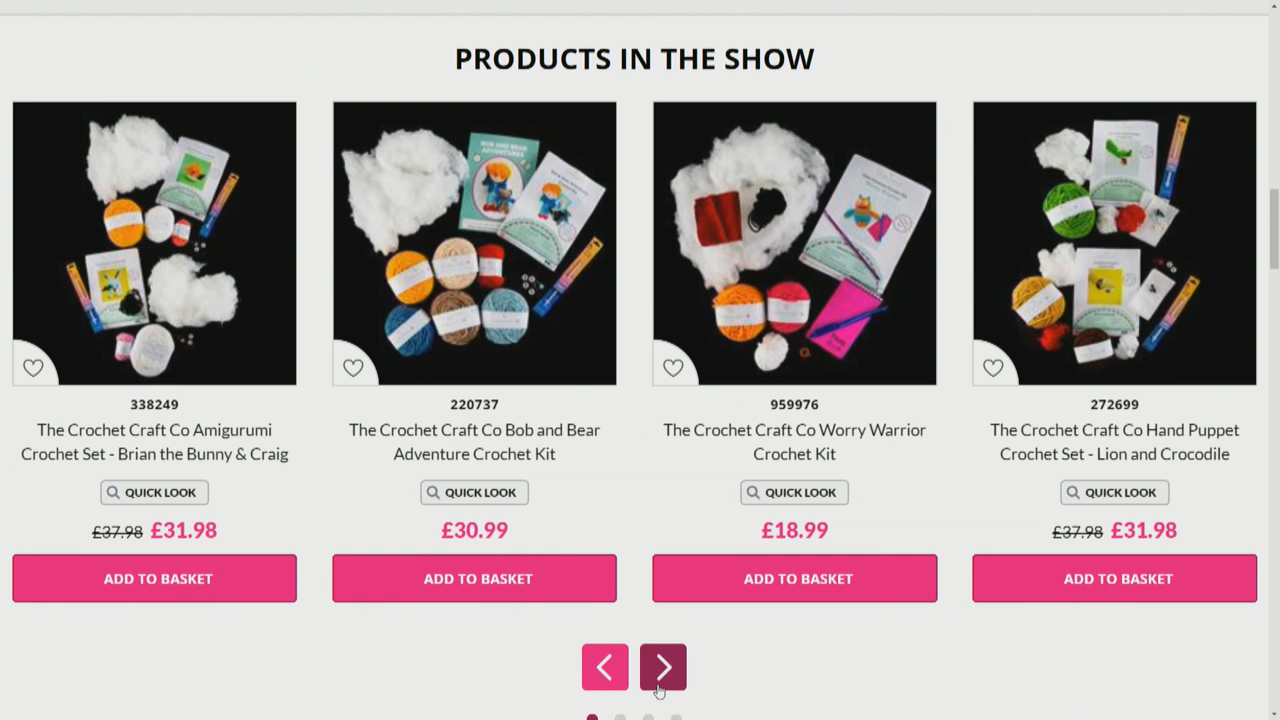 PRODUCTS IN THE SHOW
BOB AND BEAR
ADVENTURES
338249
The Crochet Craft Co Amigurumi
Crochet Set - Brian the Bunny & Craig
QUICK LOOK
£37.98 £31.98
ADD TO BASKET
220737
The Crochet Craft Co Bob and Bear
Adventure Crochet Kit
QUICK LOOK
£30.99
ADD TO BASKET
959976
The Crochet Craft Co Worry Warrior
Crochet Kit
QUICK LOOK
£18.99
ADD TO BASKET
272699
The Crochet Craft Co Hand Puppet
Crochet Set - Lion and Crocodile
QUICK LOOK
£37.98 £31.98
ADD TO BASKET